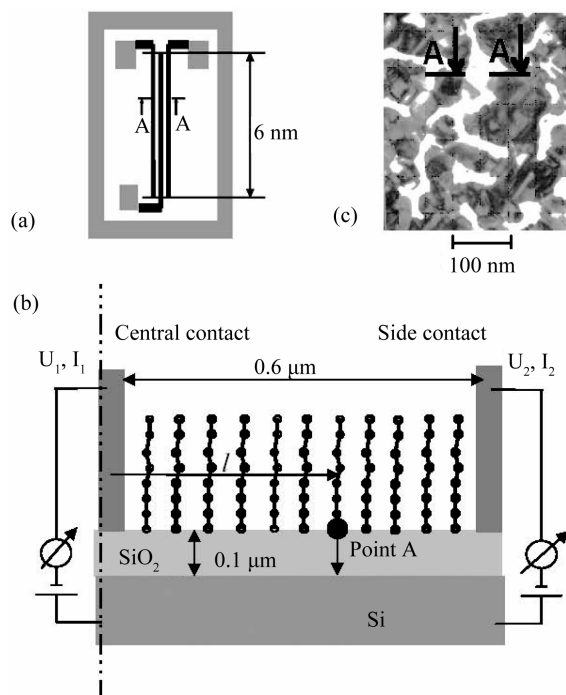 (a)
A A
6 nm
(c)
A A
100 nm
(b)
Central contact Side contact
U1, I1
0.6 μm
U2, I2
l
SiO2
0.1 μm
Point A
Si